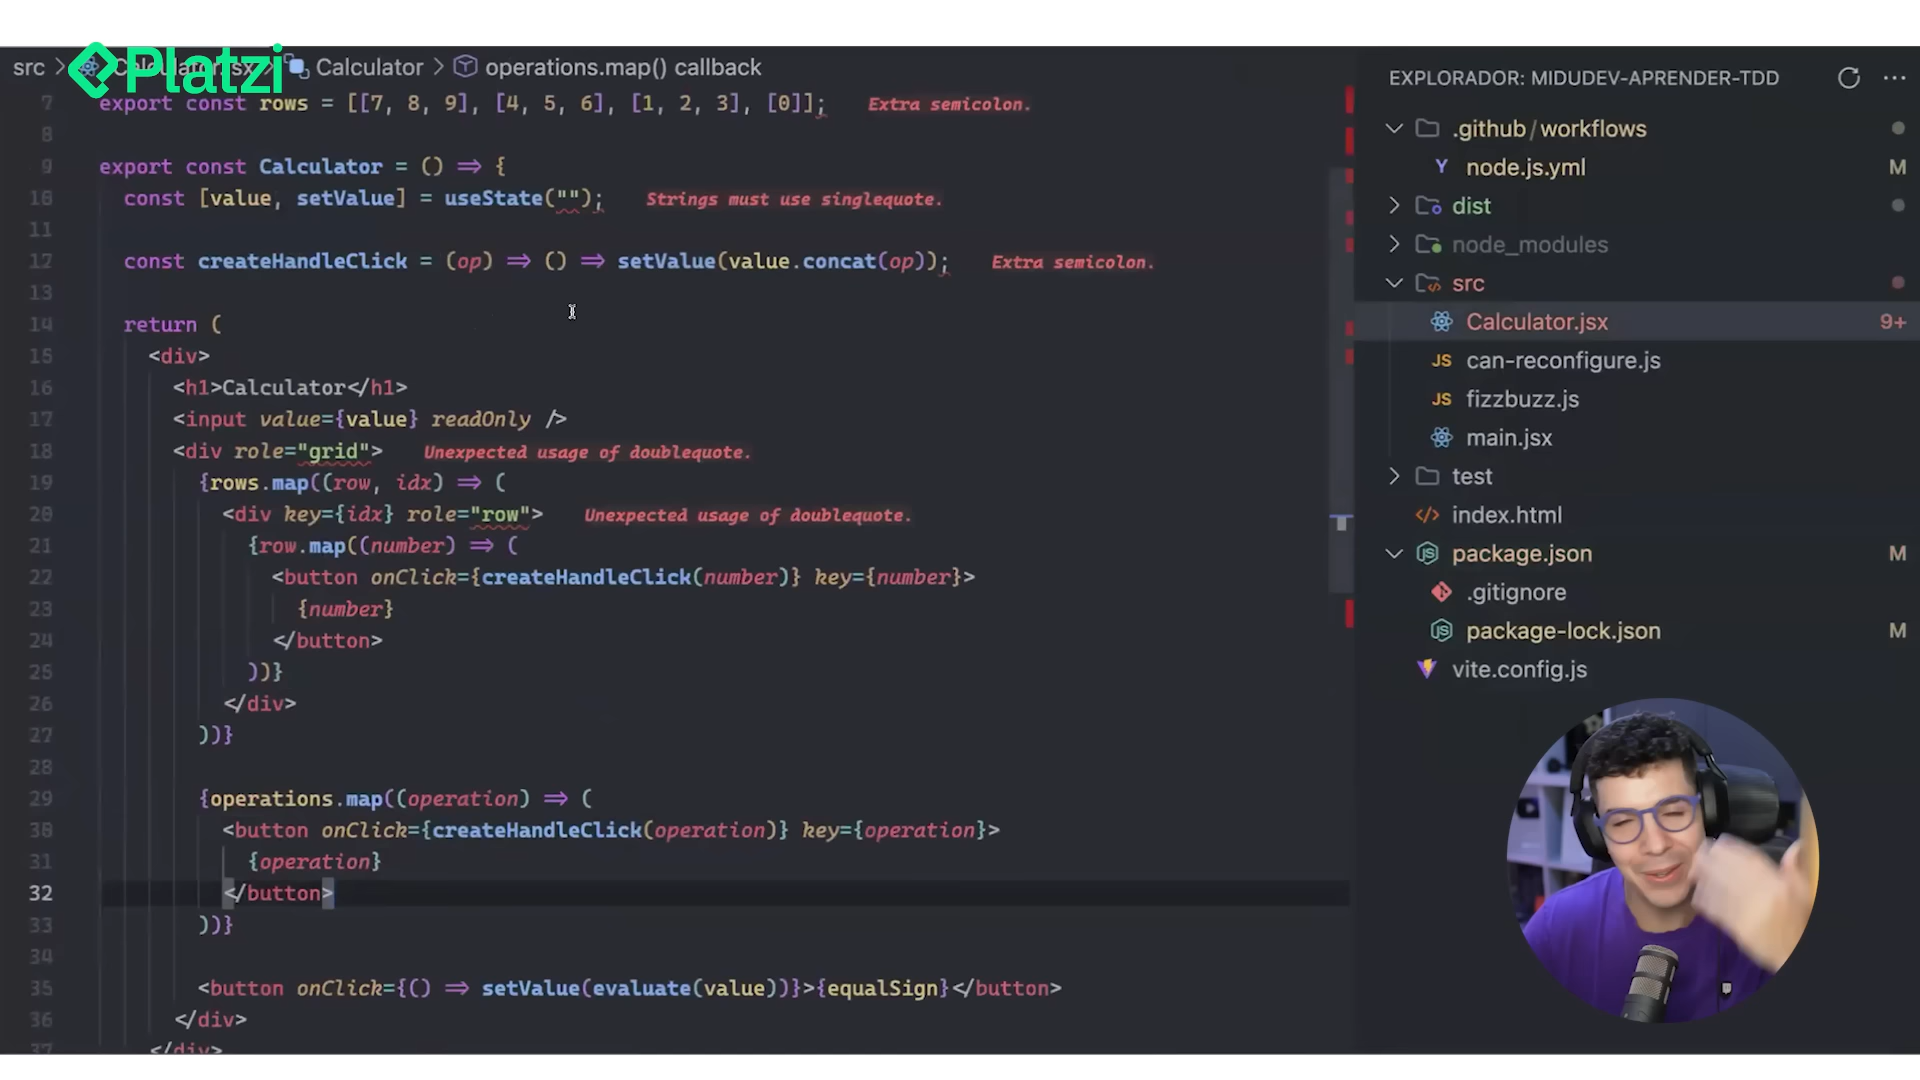 Platzi
src > Calculator.jsx > Calculator > operations.map() callback
7 export const rows = [[7, 8, 9], [4, 5, 6], [1, 2, 3], [0]]; Extra semicolon.
8
9 export const Calculator = () => {
10 const [value, setValue] = useState(""); Strings must use singlequote.
11
12 const createHandleClick = (op) => () => setValue(value.concat(op)); Extra semicolon.
13
14 return (
15 <div>
16 <h1>Calculator</h1>
17 <input value={value} readOnly />
18 <div role="grid"> Unexpected usage of doublequote.
19 {rows.map((row, idx) => (
20 <div key={idx} role="row"> Unexpected usage of doublequote.
21 {row.map((number) => (
22 <button onClick={createHandleClick(number)} key={number}>
23 {number}
24 </button>
25 ))}
26 </div>
27 ))}
28
29 {operations.map((operation) => (
30 <button onClick={createHandleClick(operation)} key={operation}>
31 {operation}
32 </button>
33 ))}
34
35 <button onClick={() => setValue(evaluate(value))}>{equalSign}</button>
36 </div>
37 </div>
EXPLORADOR: MIDUDEV-APRENDER-TDD
.github/workflows
node.js.yml M
dist
node_modules
src
Calculator.jsx 9+
can-reconfigure.js
fizzbuzz.js
main.jsx
test
index.html
package.json M
.gitignore
package-lock.json M
vite.config.js